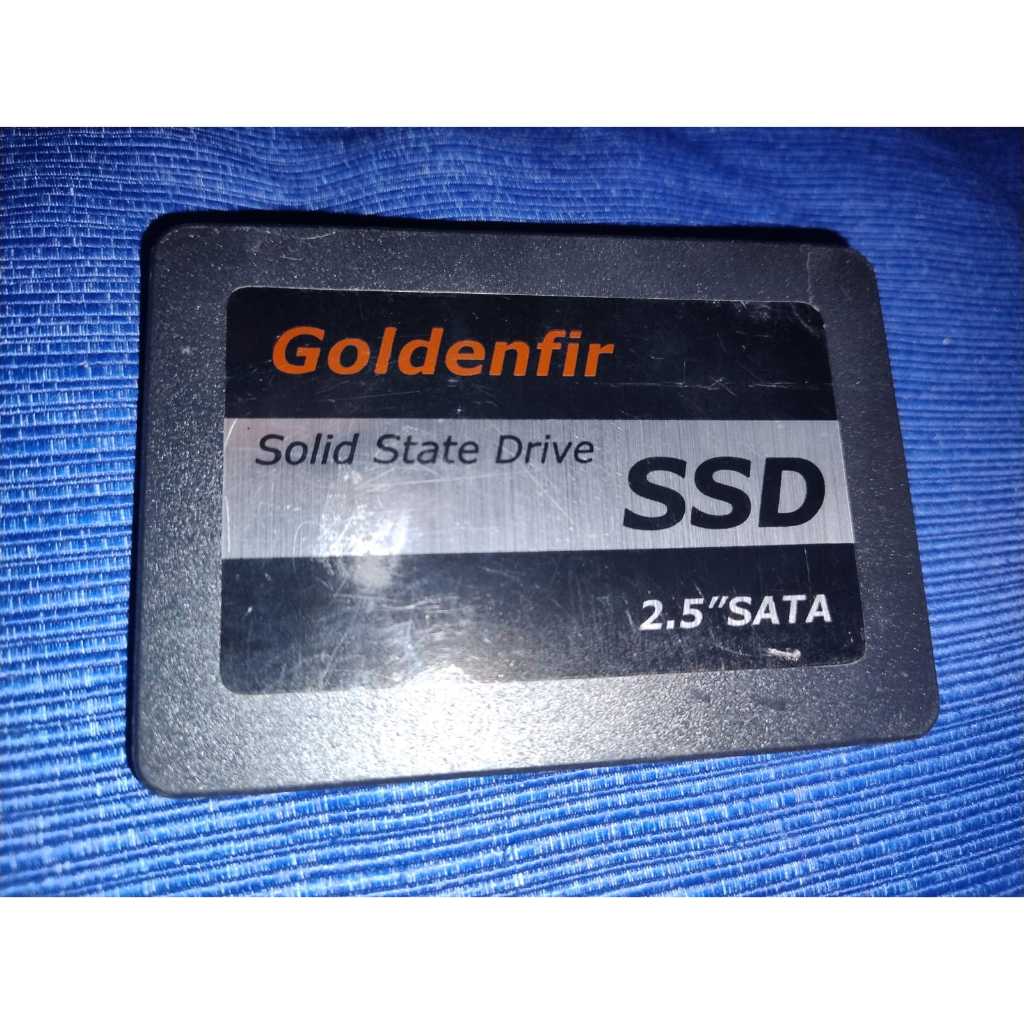 Goldenfir
Solid State Drive
SSD
2.5"SATA